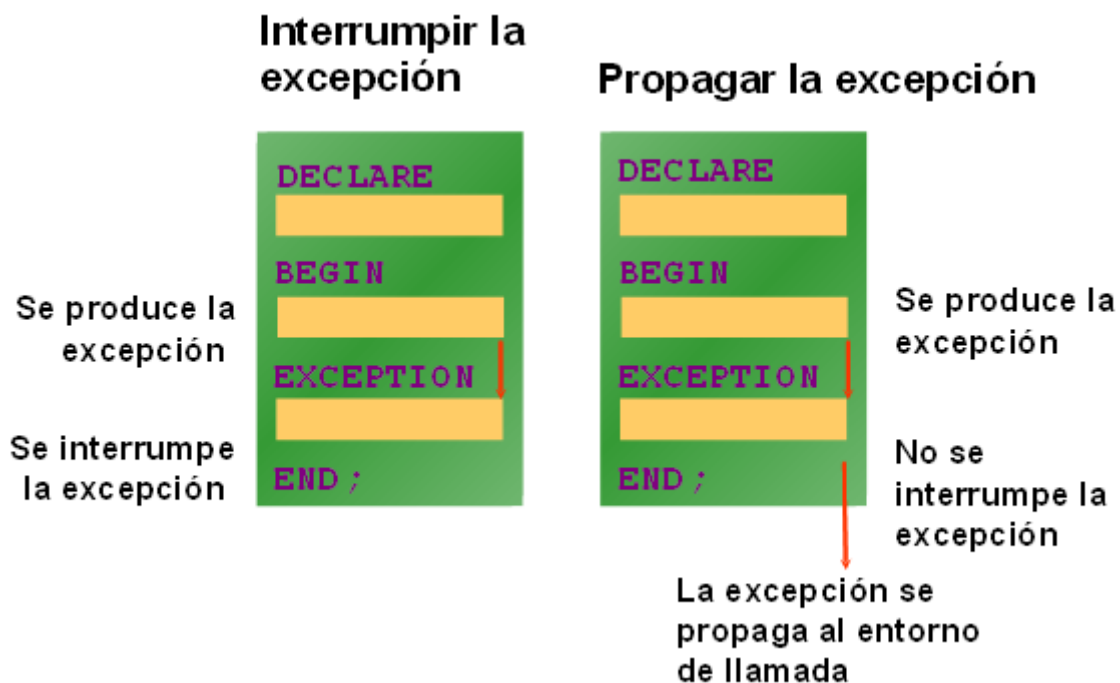 Interrumpir la
excepción
Propagar la excepción
DECLARE
BEGIN
Se produce la
excepción
EXCEPTION
Se interrumpe
la excepción
END;
DECLARE
BEGIN
Se produce la
excepción
EXCEPTION
No se
interrumpe la
excepción
END;
La excepción se
propaga al entorno
de llamada